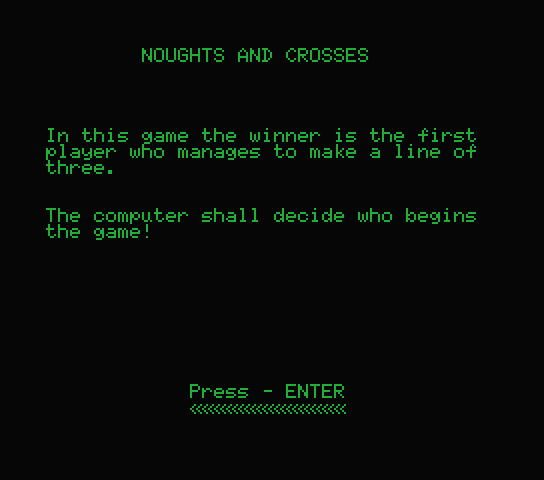 NOUGHTS AND CROSSES
In this game the winner is the first
player who manages to make a line of
three.
The computer shall decide who begins
the game!
Press - ENTER